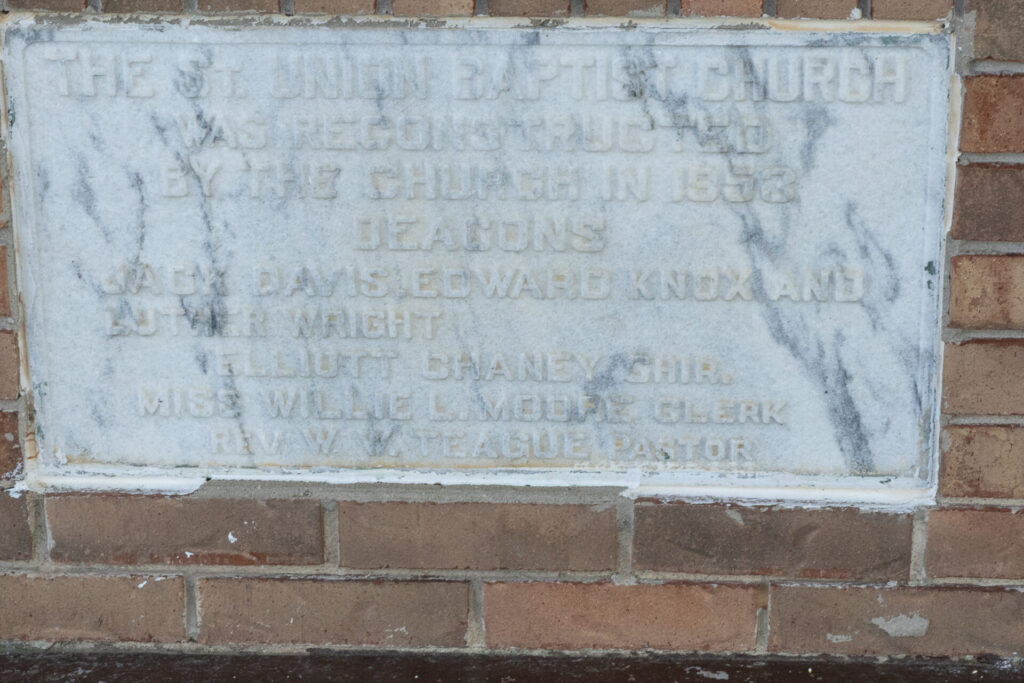 THE ST. UNION BAPTIST CHURCH
WAS RECONSTRUCTED
BY THE CHURCH IN 1953
DEACONS
JACK DAVIS, EDWARD KNOX AND
LUTHER WRIGHT
ELLIOTT CHANEY CHIR.
MISS WILLIE L. MOORE CLERK
REV. W. V. TEAGUE PASTOR